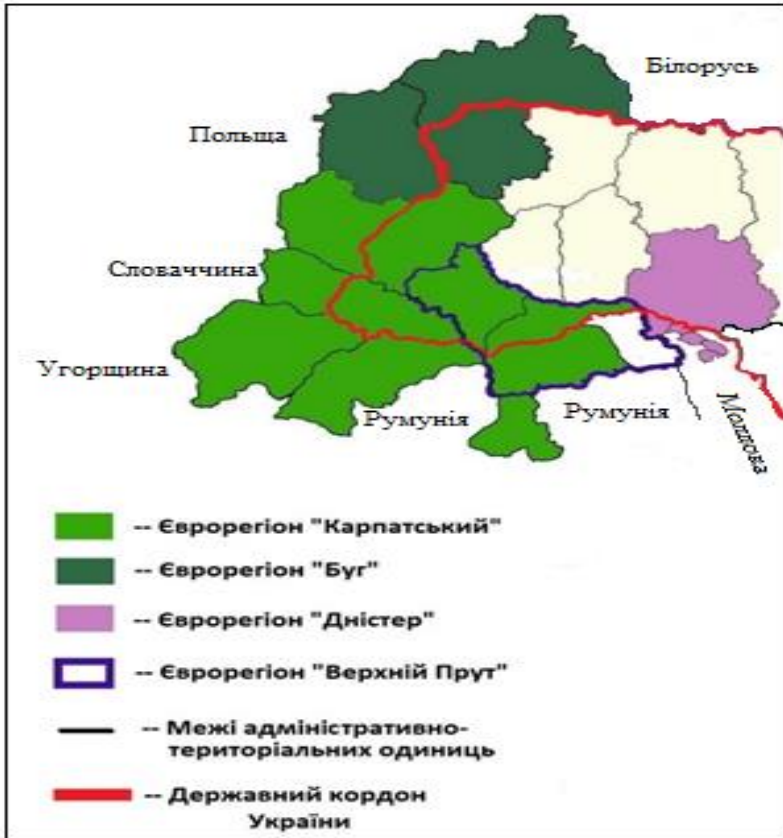 Білорусь
Польща
Словаччина
Угорщина
Румунія
Румунія
Молдова
-- Єврорегіон "Карпатський"
-- Єврорегіон "Буг"
-- Єврорегіон "Дністер"
-- Єврорегіон "Верхній Прут"
-- Межі адміністративно-
територіальних одиниць
-- Державний кордон
України